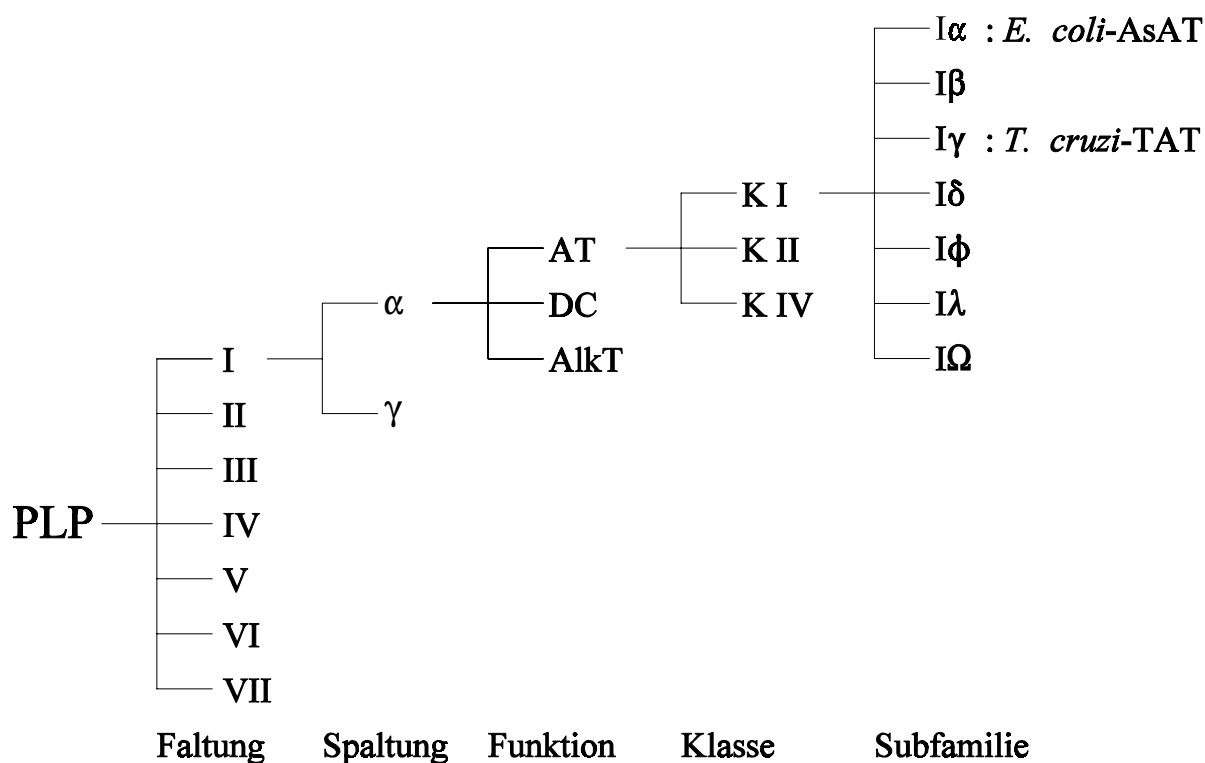 Iα : E. coli-AsAT
Iβ
Iγ : T. cruzi-TAT
K I
Iδ
AT
K II
Iϕ
α
DC
K IV
Iλ
I
AlkT
IΩ
II
γ
III
PLP
IV
V
VI
VII
Faltung Spaltung Funktion Klasse Subfamilie